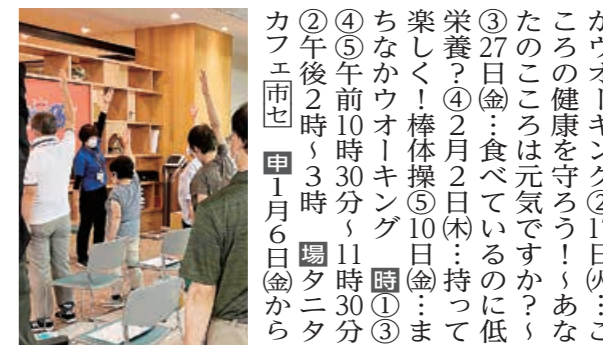 かウオーキング②17日㈫…こ
ころの健康を守ろう！～あな
たのこころは元気ですか？～
③27日㈮…食べているのに低
栄養？④2月2日㈭…持って
楽しく！棒体操⑤10日㈮…ま
ちなかウオーキング 時①③
④⑤午前10時30分～11時30分
②午後2時～3時 場タニタ
カフェ市セ 申1月6日㈮から